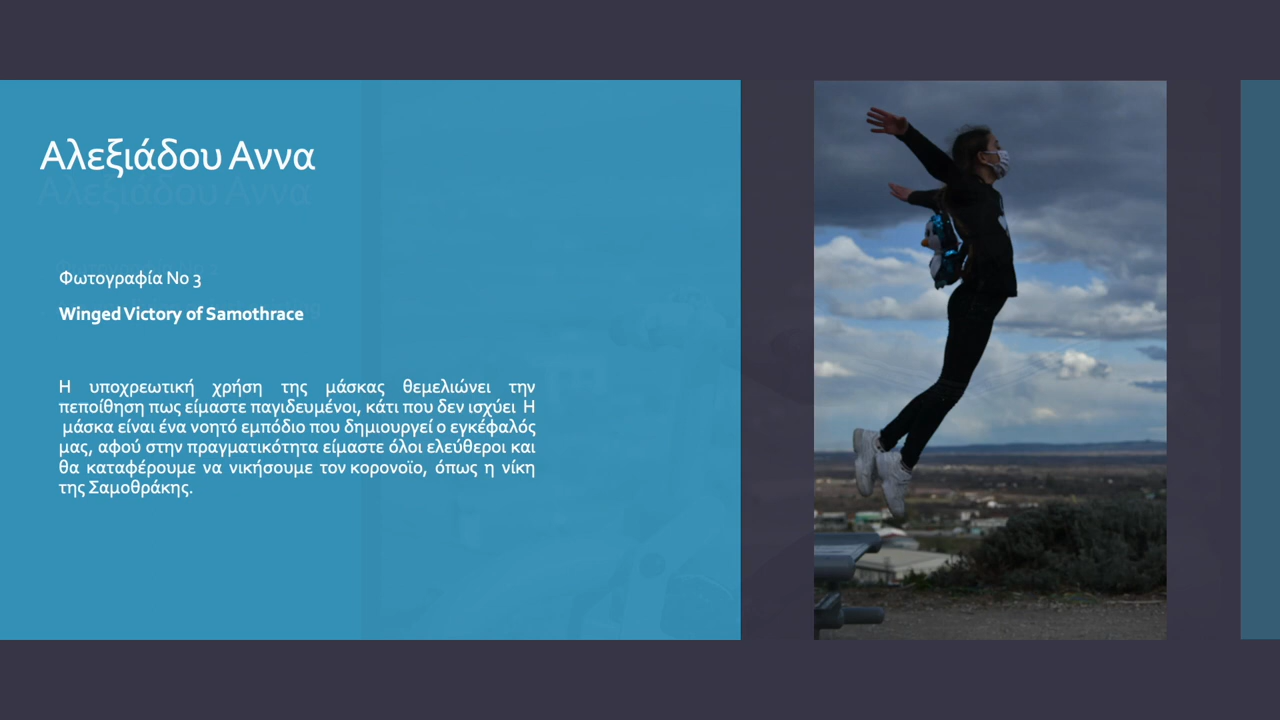 Αλεξιάδου Αννα
Φωτογραφία Νο 3
Winged Victory of Samothrace
Η υποχρεωτική χρήση της μάσκας θεμελιώνει την
πεποίθηση πως είμαστε παγιδευμένοι, κάτι που δεν ισχύει Η
μάσκα είναι ένα νοητό εμπόδιο που δημιουργεί ο εγκέφαλός
μας, αφού στην πραγματικότητα είμαστε όλοι ελεύθεροι και
θα καταφέρουμε να νικήσουμε τον κορονοϊο, όπως η νίκη
της Σαμοθράκης.